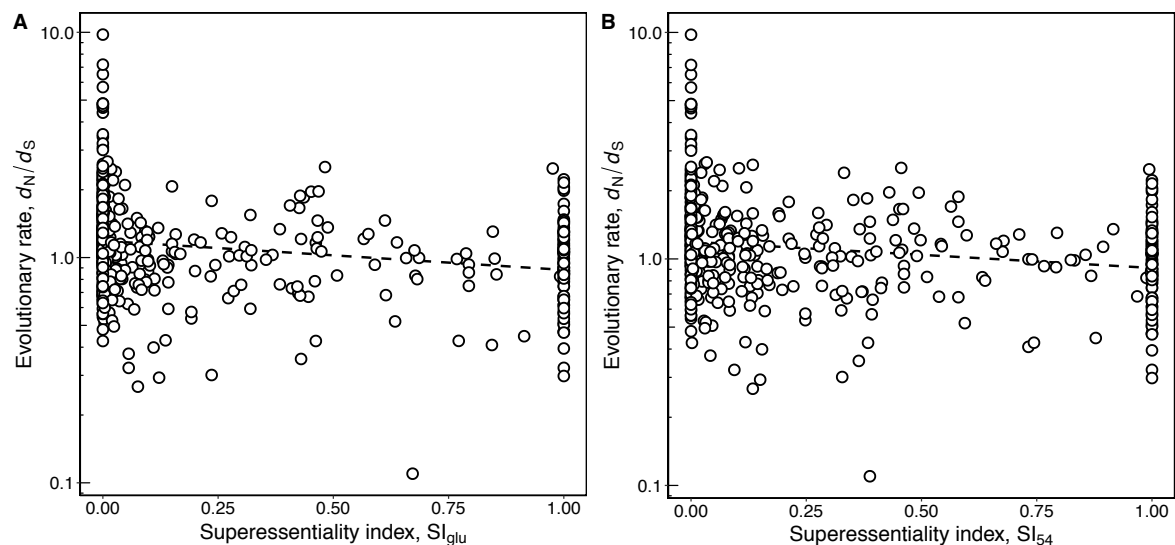 A
10.0
Evolutionary rate, dN/dS
1.0
0.1
0.00 0.25 0.50 0.75 1.00
Superessentiality index, SIglu
B
10.0
Evolutionary rate, dN/dS
1.0
0.1
0.00 0.25 0.50 0.75 1.00
Superessentiality index, SI54